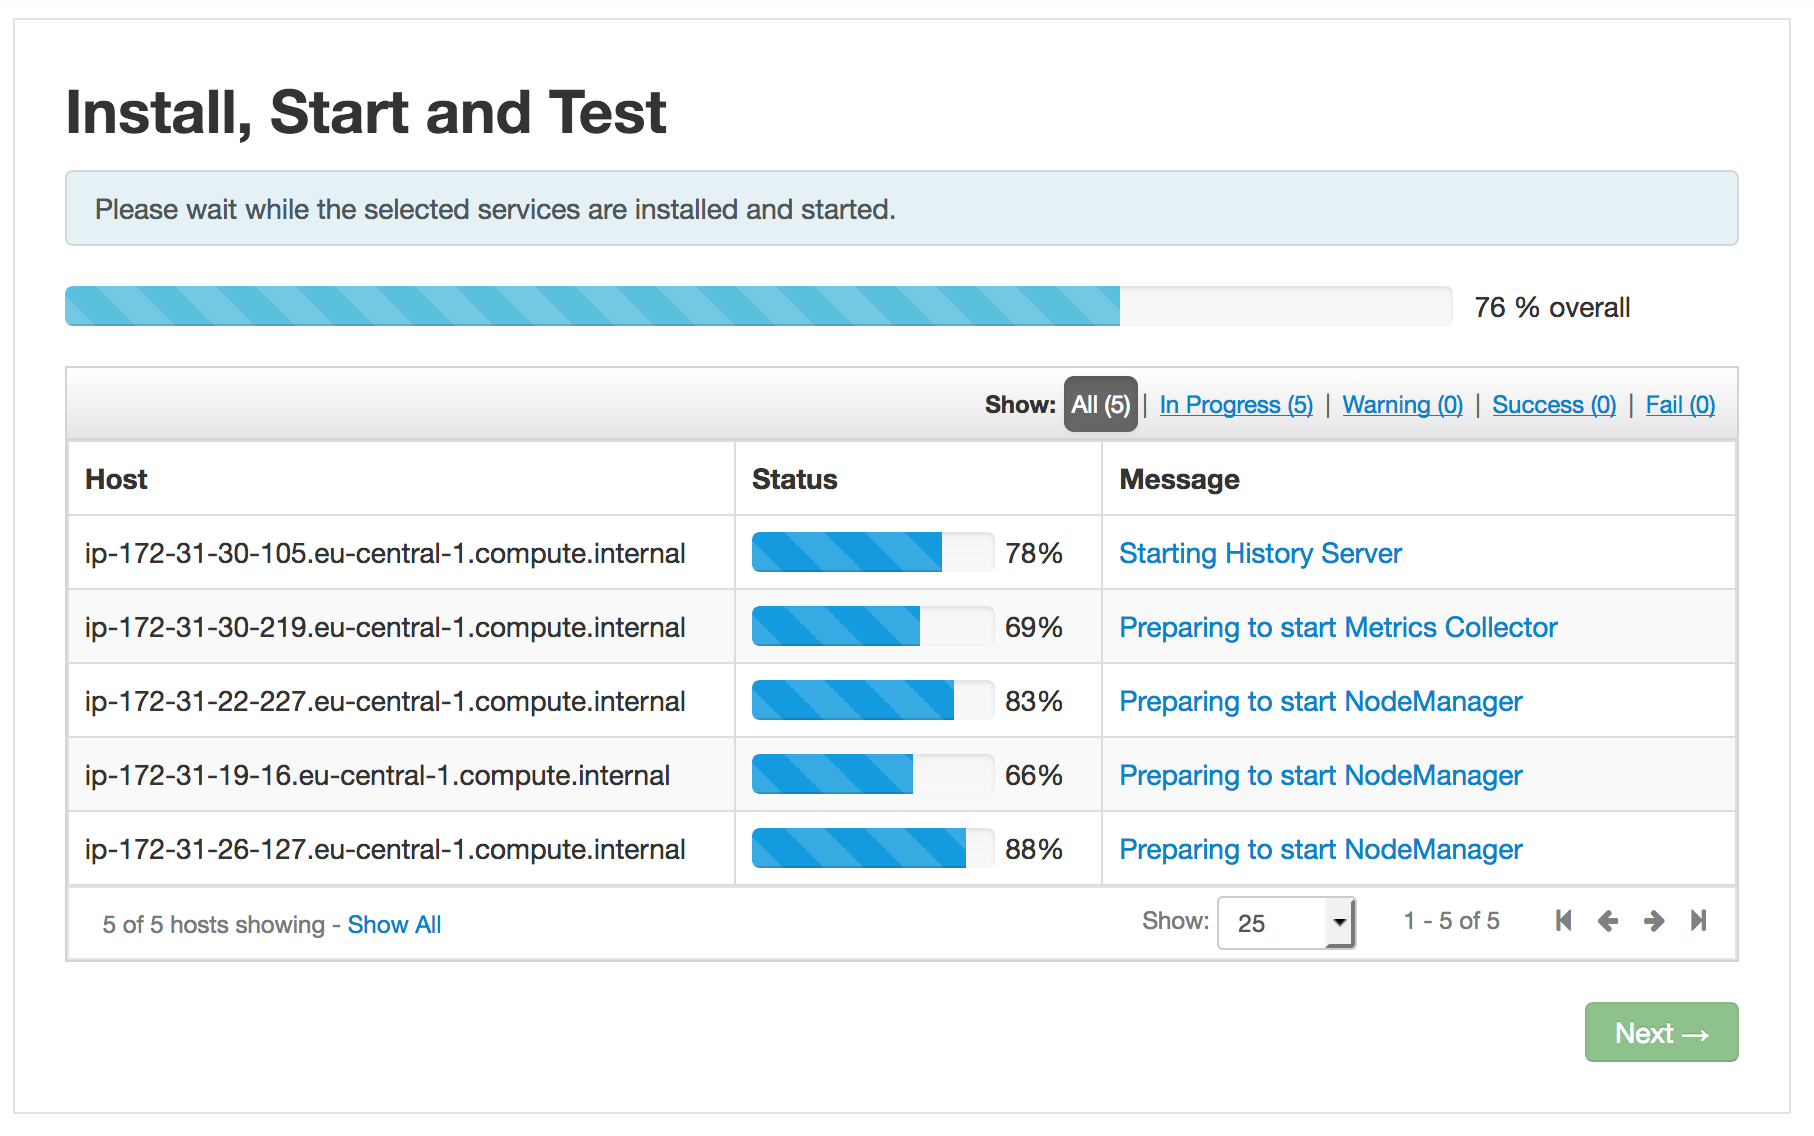 Install, Start and Test
Please wait while the selected services are installed and started.
76 % overall
Show: All (5) | In Progress (5) | Warning (0) | Success (0) | Fail (0)
Host Status Message
ip-172-31-30-105.eu-central-1.compute.internal 78% Starting History Server
ip-172-31-30-219.eu-central-1.compute.internal 69% Preparing to start Metrics Collector
ip-172-31-22-227.eu-central-1.compute.internal 83% Preparing to start NodeManager
ip-172-31-19-16.eu-central-1.compute.internal 66% Preparing to start NodeManager
ip-172-31-26-127.eu-central-1.compute.internal 88% Preparing to start NodeManager
5 of 5 hosts showing - Show All Show: 25 1 - 5 of 5
Next →